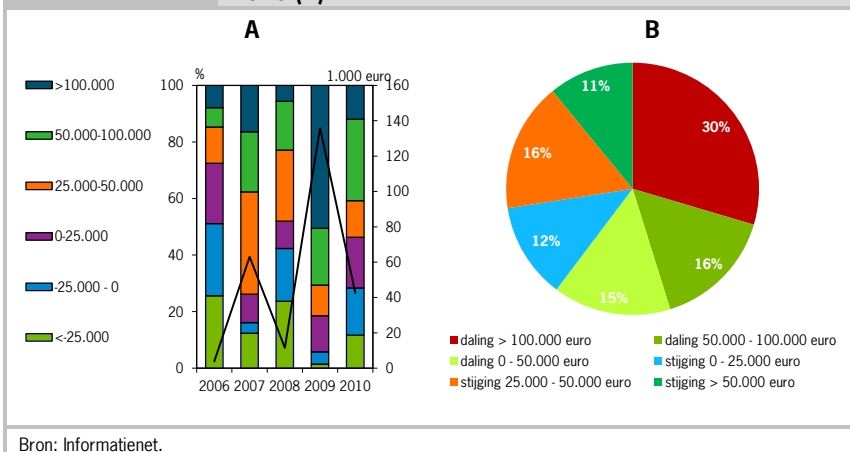 A
B
>100.000
50.000-100.000
25.000-50.000
0-25.000
-25.000 - 0
<-25.000
%
1.000 euro
100
80
60
40
20
0
160
140
120
100
80
60
40
20
0
2006 2007 2008 2009 2010
11%
30%
16%
12%
16%
15%
daling > 100.000 euro
daling 50.000 - 100.000 euro
daling 0 - 50.000 euro
stijging 0 - 25.000 euro
stijging 25.000 - 50.000 euro
stijging > 50.000 euro
Bron: Informatienet.